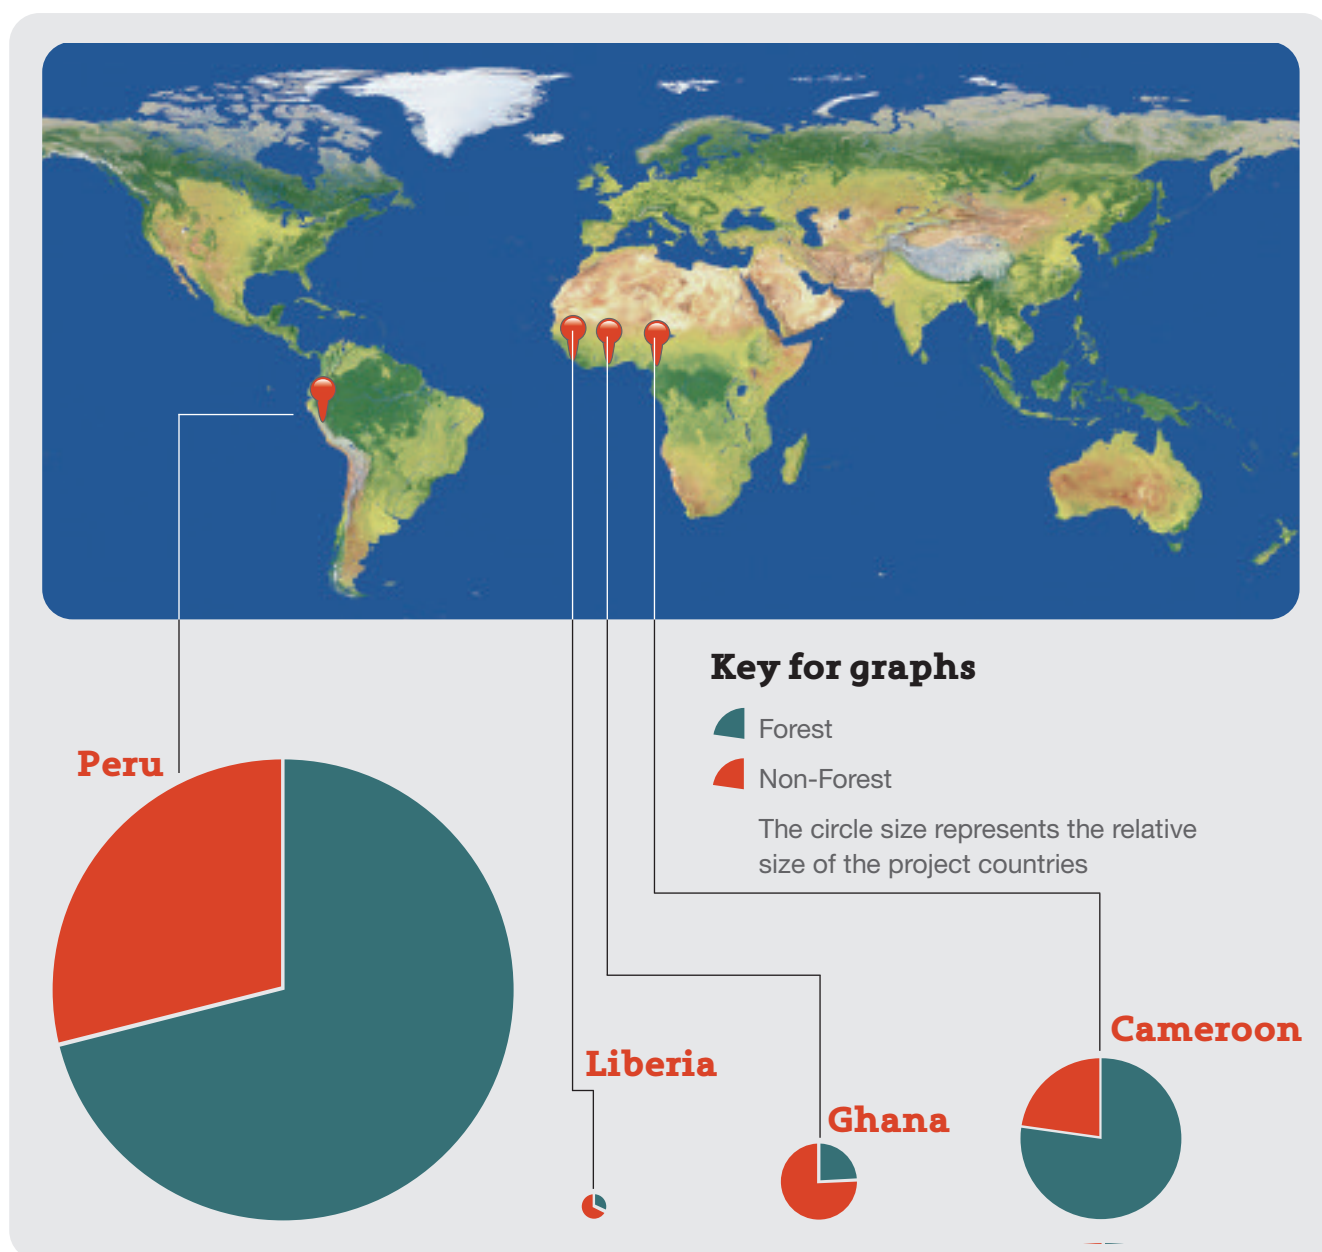 Key for graphs
Forest
Non-Forest
The circle size represents the relative
size of the project countries
Peru
Liberia
Ghana
Cameroon